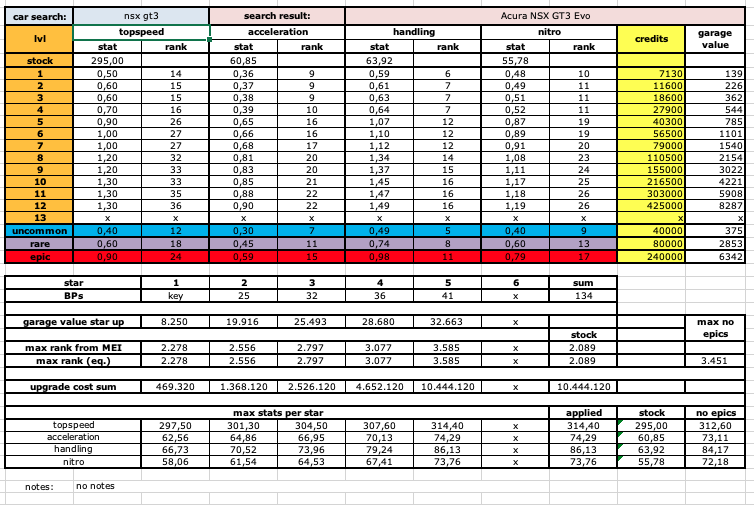 car search: nsx gt3 search result: Acura NSX GT3 Evo
lvl topspeed acceleration handling nitro credits garage value
stat rank stat rank stat rank stat rank
stock 295,00 60,85 63,92 55,78
1 0,50 14 0,36 9 0,59 6 0,48 10 7130 139
2 0,60 15 0,37 9 0,61 7 0,49 11 11600 226
3 0,60 15 0,38 9 0,63 7 0,51 11 18600 362
4 0,70 16 0,39 10 0,64 7 0,52 11 27900 544
5 0,90 26 0,65 16 1,07 12 0,87 19 40300 785
6 1,00 27 0,66 16 1,10 12 0,89 19 56500 1101
7 1,00 27 0,68 17 1,12 12 0,91 20 79000 1540
8 1,20 32 0,81 20 1,34 14 1,08 23 110500 2154
9 1,20 33 0,83 20 1,37 15 1,11 24 155000 3022
10 1,30 33 0,85 21 1,45 16 1,17 25 216500 4221
11 1,30 35 0,88 22 1,47 16 1,18 26 303000 5908
12 1,30 36 0,90 22 1,49 16 1,19 26 425000 8287
13 x x x x x x x x x x
uncommon 0,40 12 0,30 7 0,49 5 0,40 9 40000 375
rare 0,60 18 0,45 11 0,74 8 0,60 13 80000 2853
epic 0,90 24 0,59 15 0,98 11 0,79 17 240000 6342
star 1 2 3 4 5 6 sum
BPs key 25 32 36 41 x 134
garage value star up 8.250 19.916 25.493 28.680 32.663 x max no epics
stock
max rank from MEI 2.278 2.556 2.797 3.077 3.585 x 2.089
max rank (eq.) 2.278 2.556 2.797 3.077 3.585 x 2.089 3.451
upgrade cost sum 469.320 1.368.120 2.526.120 4.652.120 10.444.120 x 10.444.120
max stats per star applied stock no epics
topspeed 297,50 301,30 304,50 307,60 314,40 x 314,40 295,00 312,60
acceleration 62,56 64,86 66,95 70,13 74,29 x 74,29 60,85 73,11
handling 66,73 70,52 73,96 79,24 86,13 x 86,13 63,92 84,17
nitro 58,06 61,54 64,53 67,41 73,76 x 73,76 55,78 72,18
notes: no notes